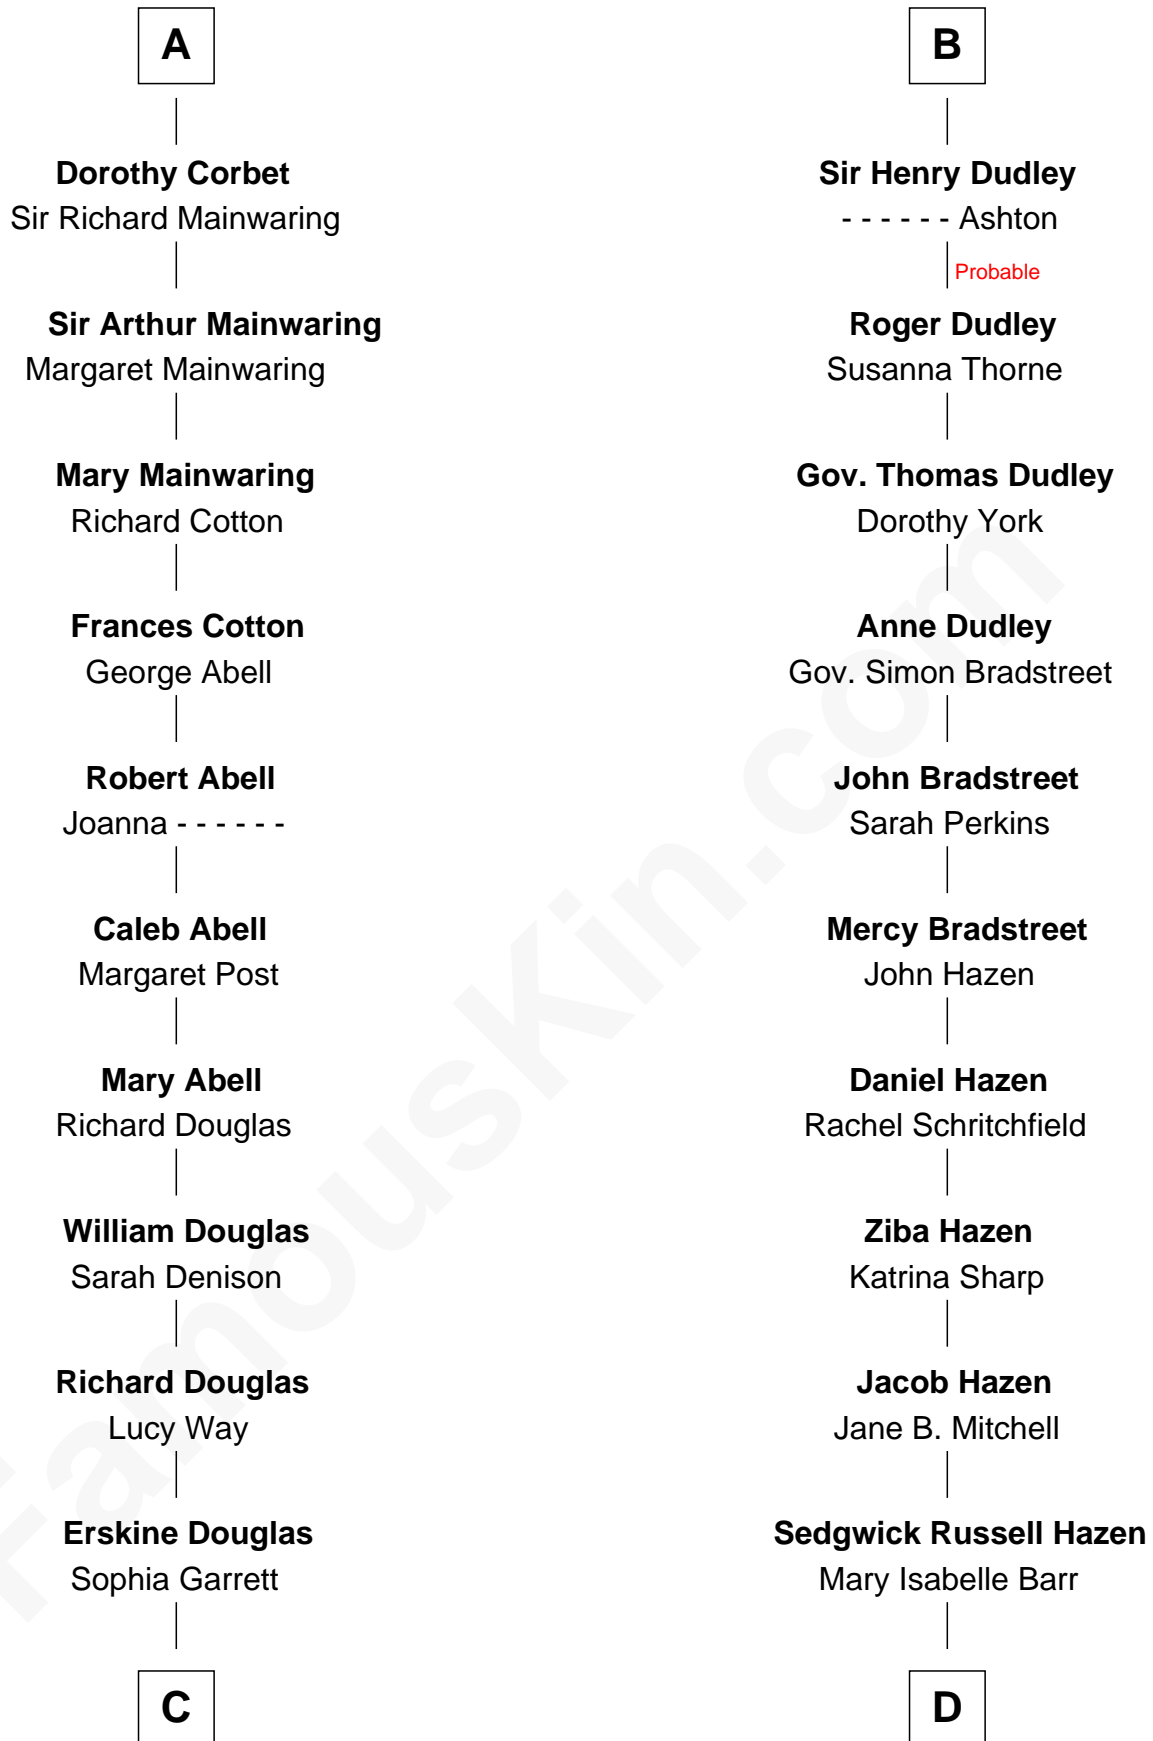 A
Dorothy Corbet
Sir Richard Mainwaring
Sir Arthur Mainwaring
Margaret Mainwaring
Mary Mainwaring
Richard Cotton
Frances Cotton
George Abell
Robert Abell
Joanna - - - - - -
Caleb Abell
Margaret Post
Mary Abell
Richard Douglas
William Douglas
Sarah Denison
Richard Douglas
Lucy Way
Erskine Douglas
Sophia Garrett
C
B
Sir Henry Dudley
- - - - - - Ashton
Probable
Roger Dudley
Susanna Thorne
Gov. Thomas Dudley
Dorothy York
Anne Dudley
Gov. Simon Bradstreet
John Bradstreet
Sarah Perkins
Mercy Bradstreet
John Hazen
Daniel Hazen
Rachel Schritchfield
Ziba Hazen
Katrina Sharp
Jacob Hazen
Jane B. Mitchell
Sedgwick Russell Hazen
Mary Isabelle Barr
D
FamousKin.com